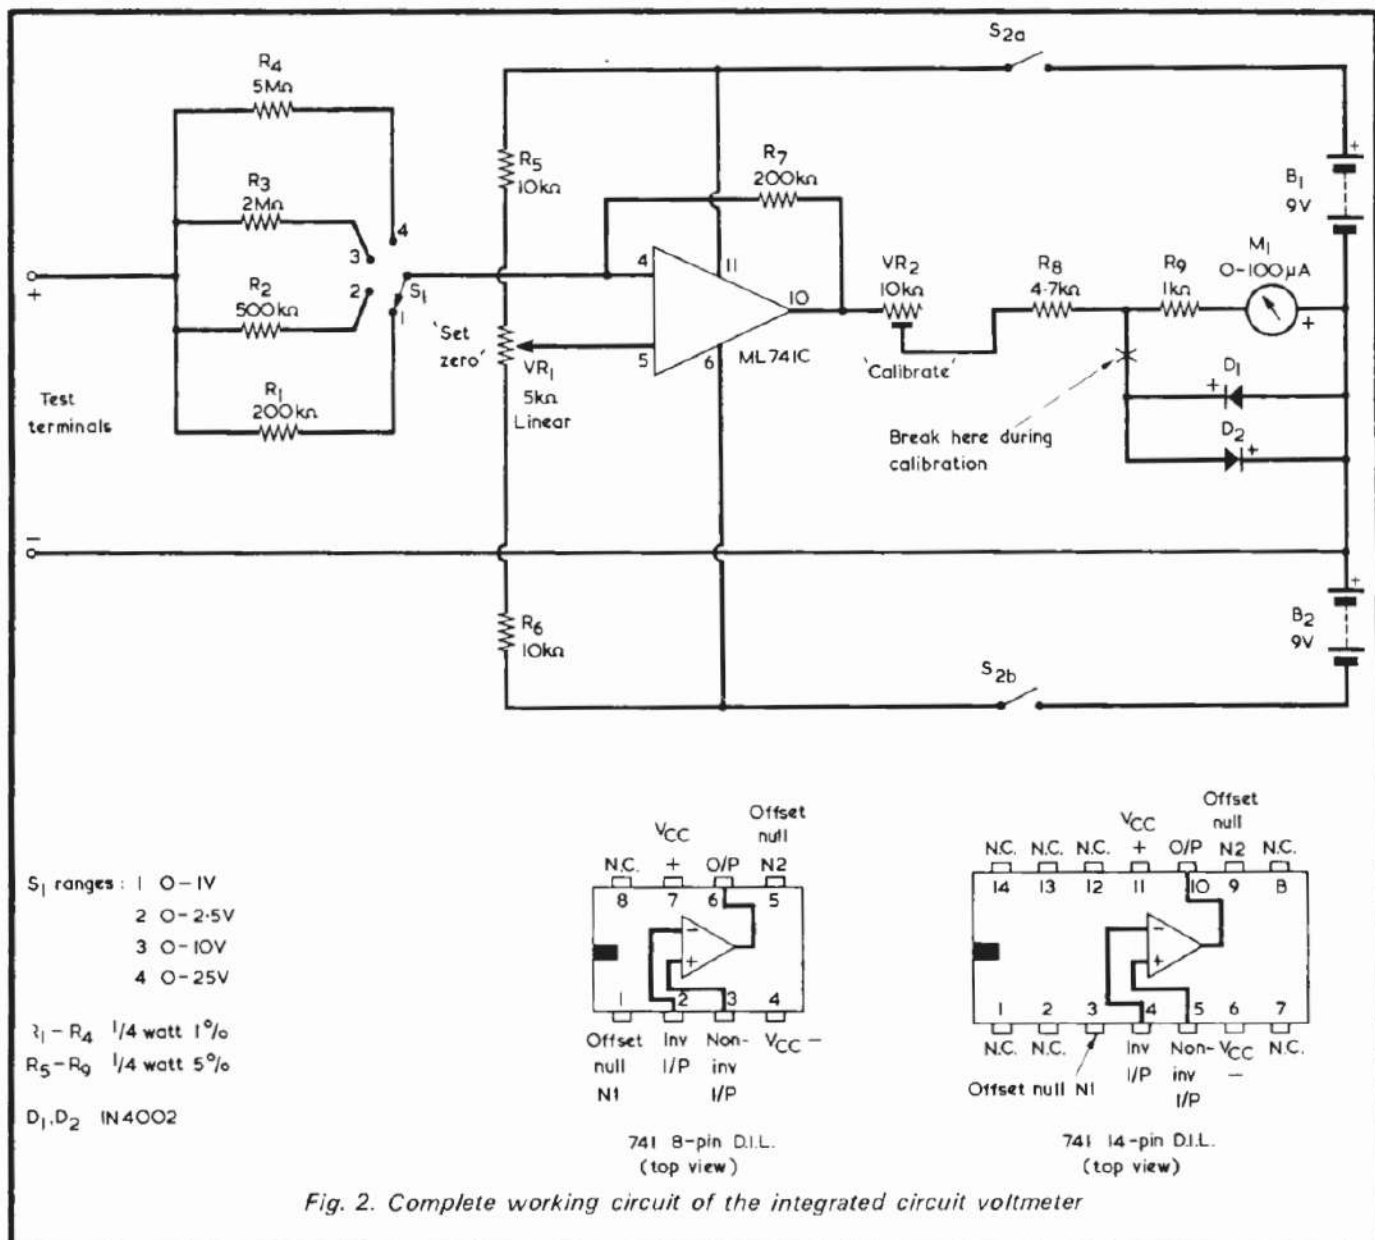 S2a
R4
5MΩ
R3
2MΩ
R2
500kΩ
R1
200kΩ
4
3
2
1
S1
+
−
Test
terminals
R5
10kΩ
'Set
zero'
VR1
5kΩ
Linear
R6
10kΩ
R7
200kΩ
4
5
11
10
6
ML741C
VR2
10kΩ
'Calibrate'
R8
4·7kΩ
R9
1kΩ
M1
0-100µA
+
B1
9V
+
D1
+
D2
+
Break here during
calibration
B2
9V
+
S2b
S1 ranges : 1 0-1V
2 0-2·5V
3 0-10V
4 0-25V
R1-R4 1/4 watt 1%
R5-R9 1/4 watt 5%
D1,D2 IN4002
Offset
null
VCC
N.C. + O/P N2
8 7 6 5
− +
1 2 3 4
Offset Inv Non- VCC −
null I/P inv
N1 I/P
741 8-pin D.I.L.
(top view)
Offset
null
VCC
N.C. N.C. N.C. + O/P N2 N.C.
14 13 12 11 10 9 8
− +
1 2 3 4 5 6 7
N.C. N.C. Inv Non- VCC N.C.
I/P inv −
Offset null N1 I/P
741 14-pin D.I.L.
(top view)
Fig. 2. Complete working circuit of the integrated circuit voltmeter